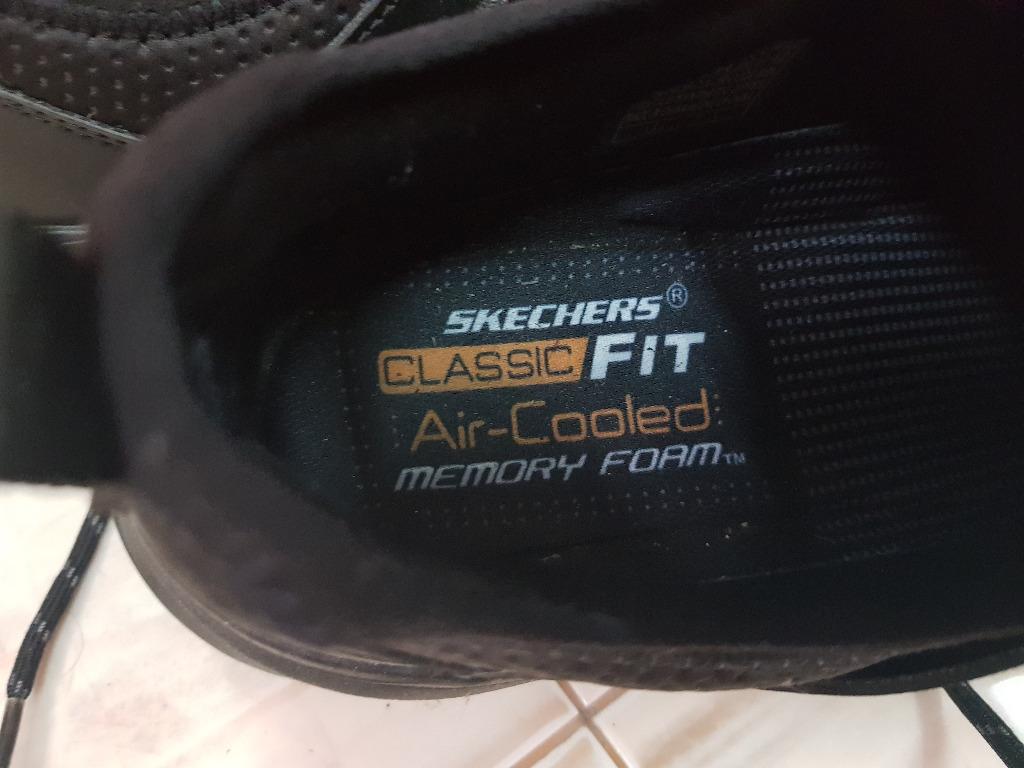 SKECHERS®
CLASSIC FIT
Air-Cooled
MEMORY FOAM™